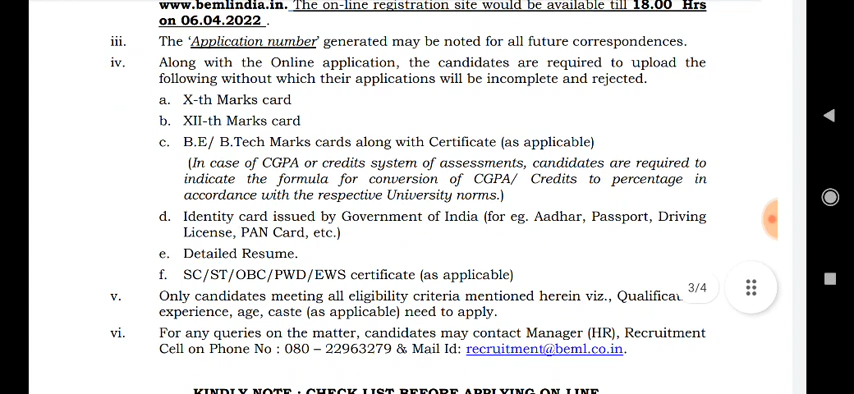 www.bemlindia.in. The on-line registration site would be available till 18.00 Hrs
on 06.04.2022 .
iii. The ‘Application number’ generated may be noted for all future correspondences.
iv. Along with the Online application, the candidates are required to upload the
following without which their applications will be incomplete and rejected.
a. X-th Marks card
b. XII-th Marks card
c. B.E/ B.Tech Marks cards along with Certificate (as applicable)
(In case of CGPA or credits system of assessments, candidates are required to
indicate the formula for conversion of CGPA/ Credits to percentage in
accordance with the respective University norms.)
d. Identity card issued by Government of India (for eg. Aadhar, Passport, Driving
License, PAN Card, etc.)
e. Detailed Resume.
f. SC/ST/OBC/PWD/EWS certificate (as applicable)
3/4
v. Only candidates meeting all eligibility criteria mentioned herein viz.,
experience, age, caste (as applicable) need to apply.
vi. For any queries on the matter, candidates may contact Manager (HR), Recruitment
Cell on Phone No : 080 – 22963279 & Mail Id: recruitment@beml.co.in.
KINDLY NOTE : CHECK LIST BEFORE APPLYING ON LINE